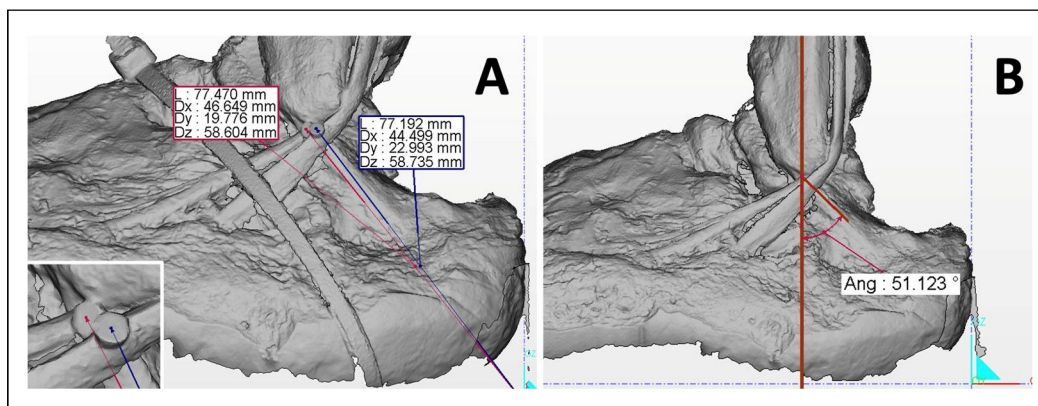 A
L : 77.470 mm
Dx : 46.649 mm
Dy : 19.776 mm
Dz : 58.604 mm
L : 77.192 mm
Dx : 44.499 mm
Dy : 22.993 mm
Dz : 58.735 mm
B
Ang : 51.123 °